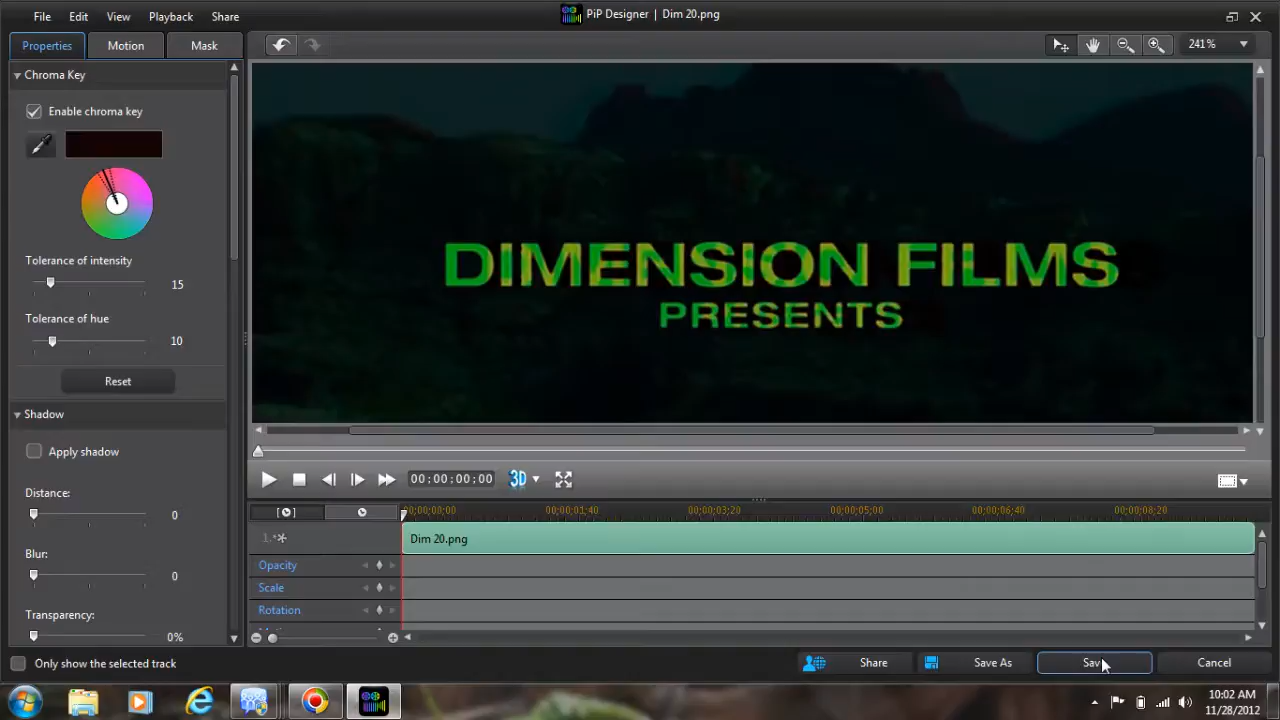 File Edit View Playback Share
PiP Designer | Dim 20.png
Properties Motion Mask
241%
Chroma Key
Enable chroma key
Tolerance of intensity
15
Tolerance of hue
10
Reset
Shadow
Apply shadow
Distance:
0
Blur:
0
Transparency:
0%
DIMENSION FILMS
PRESENTS
00:00:00:00
3D
00;00;00;00 00;00;01;40 00;00;03;20 00;00;05;00 00;00;06;40 00;00;08;20
1.
Dim 20.png
Opacity
Scale
Rotation
Only show the selected track
Share Save As Save Cancel
10:02 AM
11/28/2012